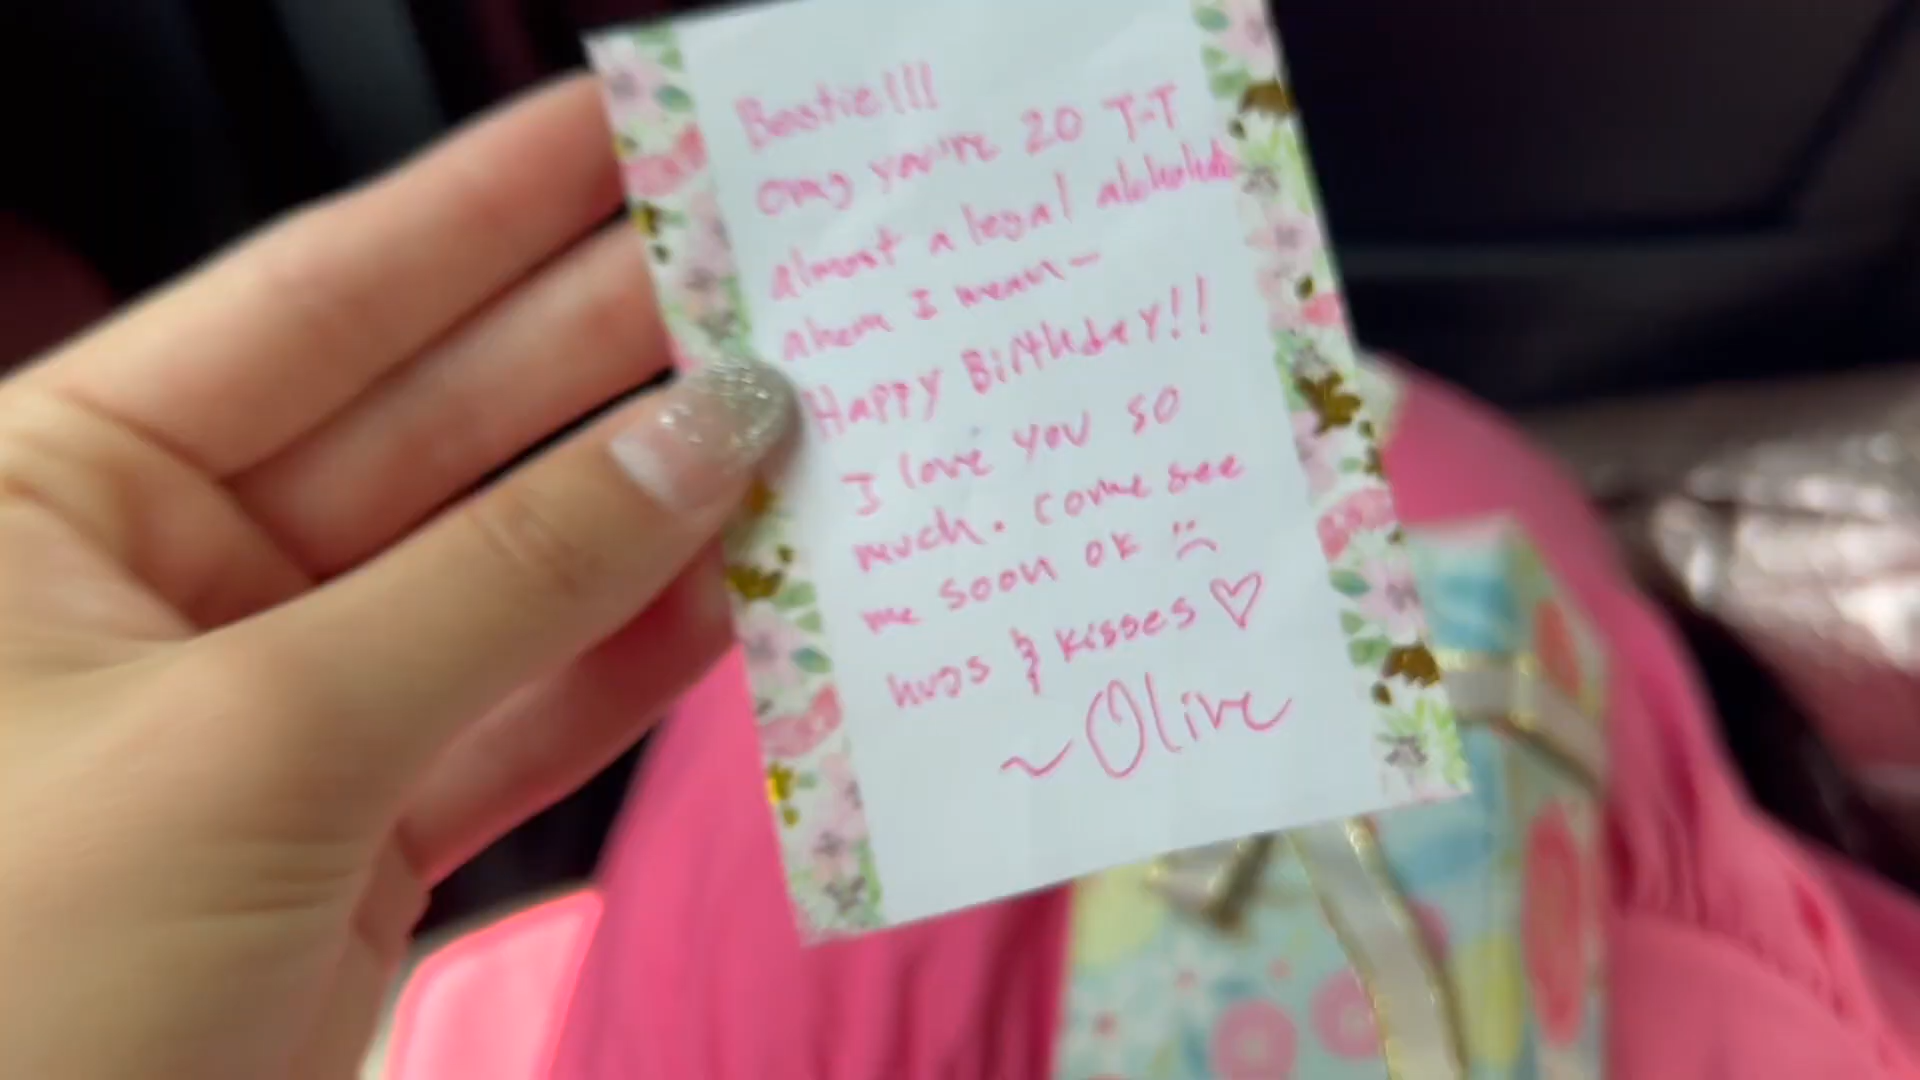 Bestie!!!
omg you're 20 T-T
almost a legal alcoholic
ahem I mean-
Happy Birthday!!
I love you so
much. come see
me soon ok :(
hugs & kisses ♡
~Olive